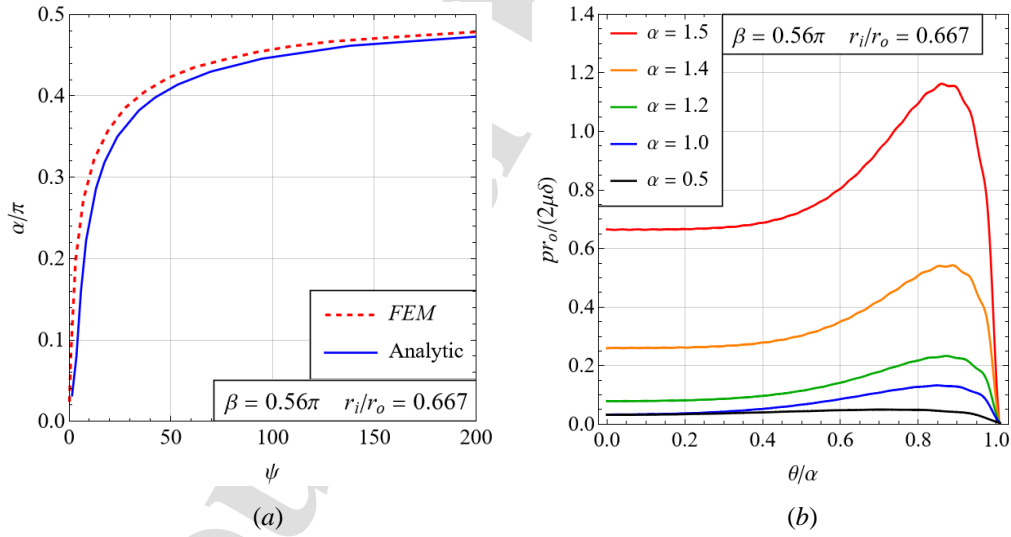 0.5
0.4
0.3
0.2
0.1
0.0
α/π
0 50 100 150 200
ψ
FEM
Analytic
β = 0.56π r_i/r_o = 0.667
(a)
1.4
1.2
1.0
0.8
0.6
0.4
0.2
0.0
pr_o/(2μδ)
α = 1.5
α = 1.4
α = 1.2
α = 1.0
α = 0.5
β = 0.56π r_i/r_o = 0.667
0.0 0.2 0.4 0.6 0.8 1.0
θ/α
(b)